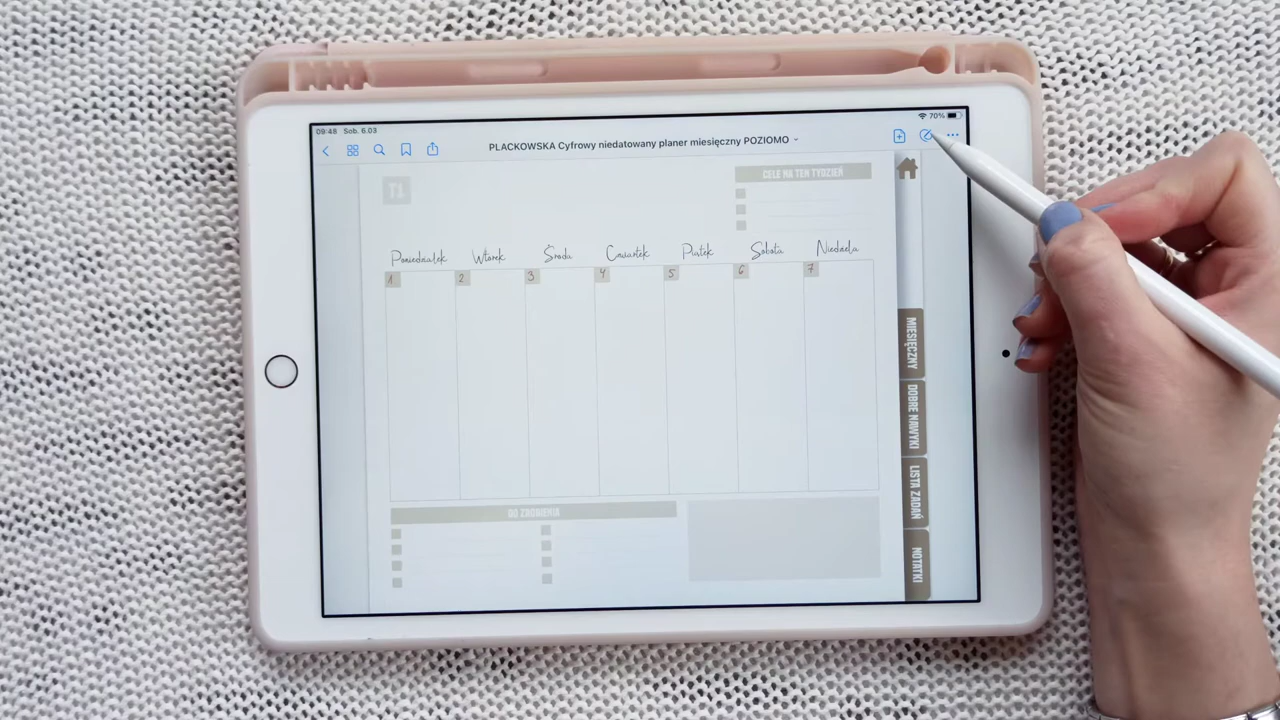 09:48 Sob. 6.03
70%
PLACKOWSKA Cyfrowy niedatowany planer miesięczny POZIOMO
T1
CELE NA TEN TYDZIEŃ
Poniedziałek Wtorek Środa Czwartek Piątek Sobota Niedziela
1 2 3 4 5 6 7
MIESIĘCZNY
DOBRE NAWYKI
LISTA ZADAŃ
NOTATKI
DO ZROBIENIA